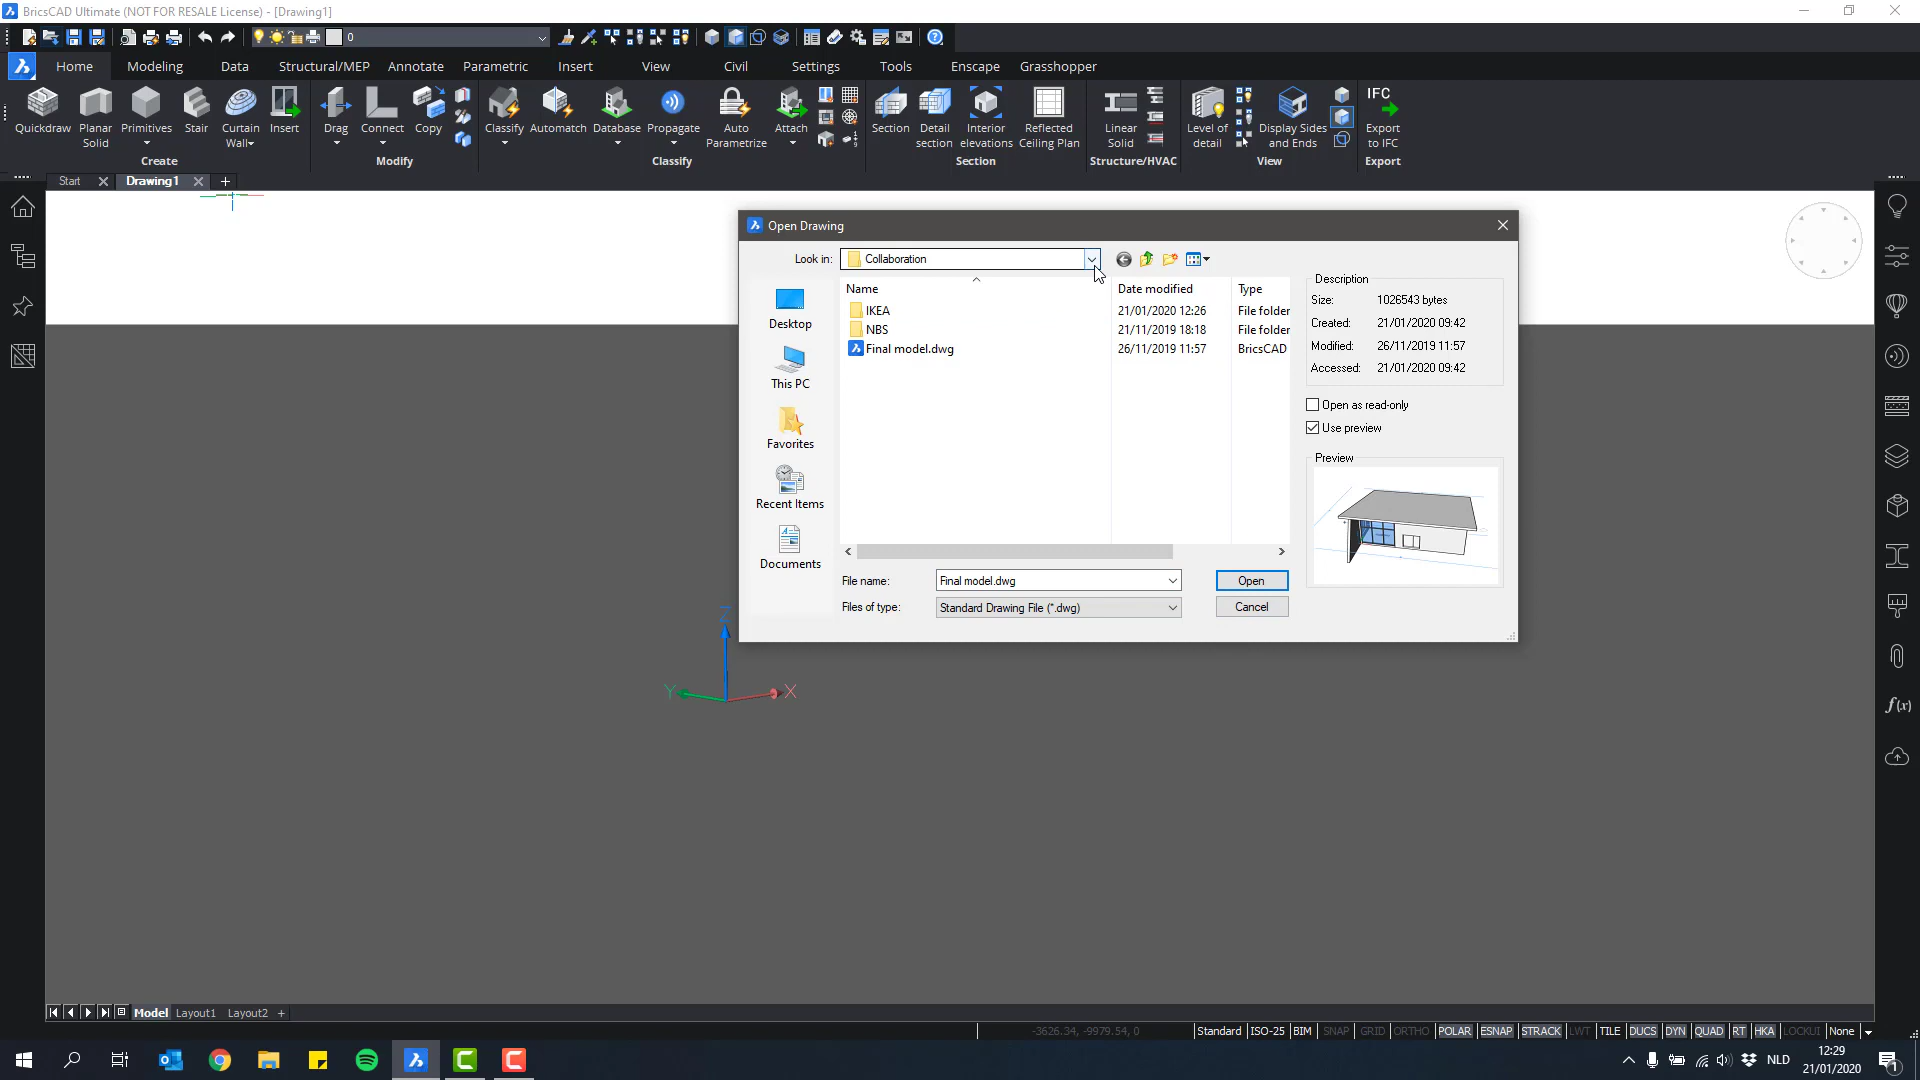 BricsCAD Ultimate (NOT FOR RESALE License) - [Drawing1]
0
Home Modeling Data Structural/MEP Annotate Parametric Insert View Civil Settings Tools Enscape Grasshopper
Quickdraw Planar Solid Primitives Stair Curtain Wall Insert Drag Connect Copy Classify Automatch Database Propagate Auto Parametrize Attach Section Detail section Interior elevations Reflected Ceiling Plan Linear Solid Level of detail Display Sides and Ends IFC Export to IFC
Create Modify Classify Section Structure/HVAC View Export
Start Drawing1
Open Drawing
Look in: Collaboration
Name Date modified Type
IKEA 21/01/2020 12:26 File folder
NBS 21/11/2019 18:18 File folder
Final model.dwg 26/11/2019 11:57 BricsCAD
Desktop
This PC
Favorites
Recent Items
Documents
Description
Size: 1026543 bytes
Created: 21/01/2020 09:42
Modified: 26/11/2019 11:57
Accessed: 21/01/2020 09:42
Open as read-only
Use preview
Preview
File name: Final model.dwg Open
Files of type: Standard Drawing File (*.dwg) Cancel
Z
Y X
f(x)
Model Layout1 Layout2 +
-3626.34, -9979.54, 0 Standard ISO-25 BIM SNAP GRID ORTHO POLAR ESNAP STRACK LWT TILE DUCS DYN QUAD RT HKA LOCKUI None
NLD 12:29
21/01/2020
1